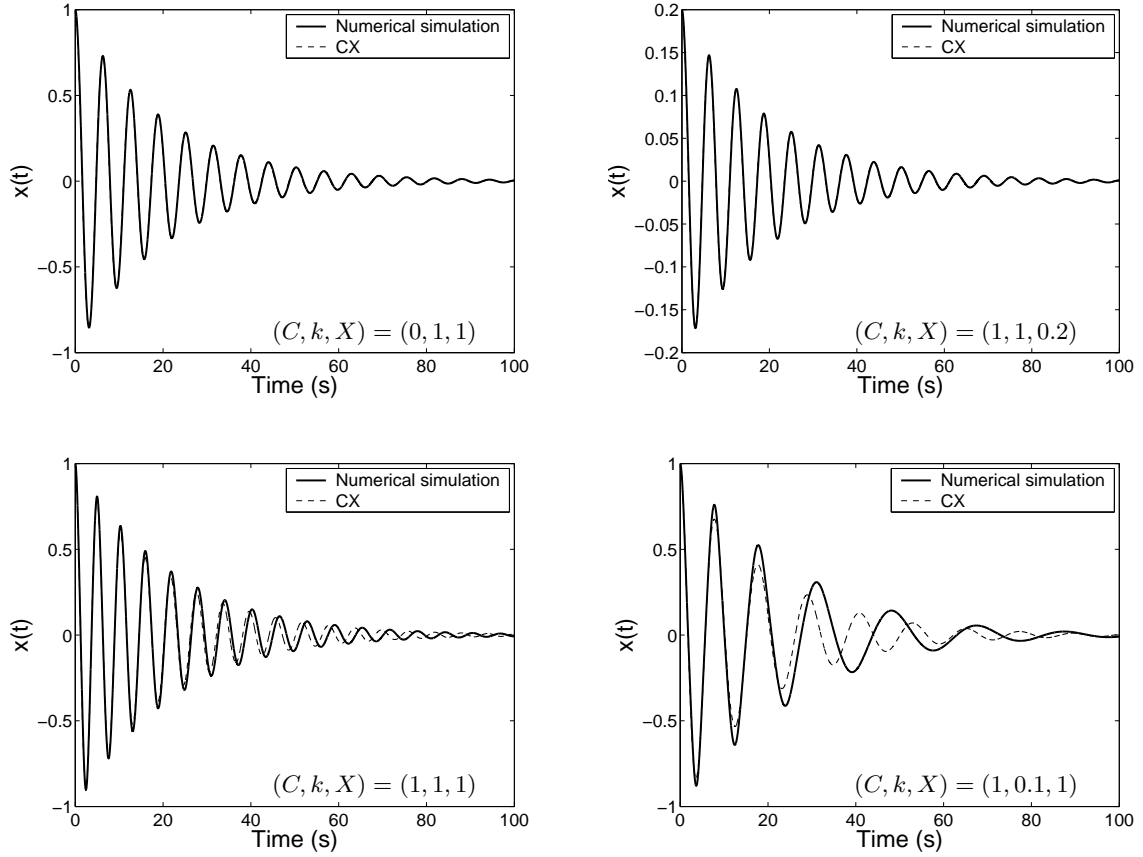 1
0.5
0
−0.5
−1
x(t)
0 20 40 60 80 100
Time (s)
Numerical simulation
CX
(C, k, X) = (0, 1, 1)
0.2
0.15
0.1
0.05
0
−0.05
−0.1
−0.15
−0.2
x(t)
0 20 40 60 80 100
Time (s)
Numerical simulation
CX
(C, k, X) = (1, 1, 0.2)
1
0.5
0
−0.5
−1
x(t)
0 20 40 60 80 100
Time (s)
Numerical simulation
CX
(C, k, X) = (1, 1, 1)
1
0.5
0
−0.5
−1
x(t)
0 20 40 60 80 100
Time (s)
Numerical simulation
CX
(C, k, X) = (1, 0.1, 1)